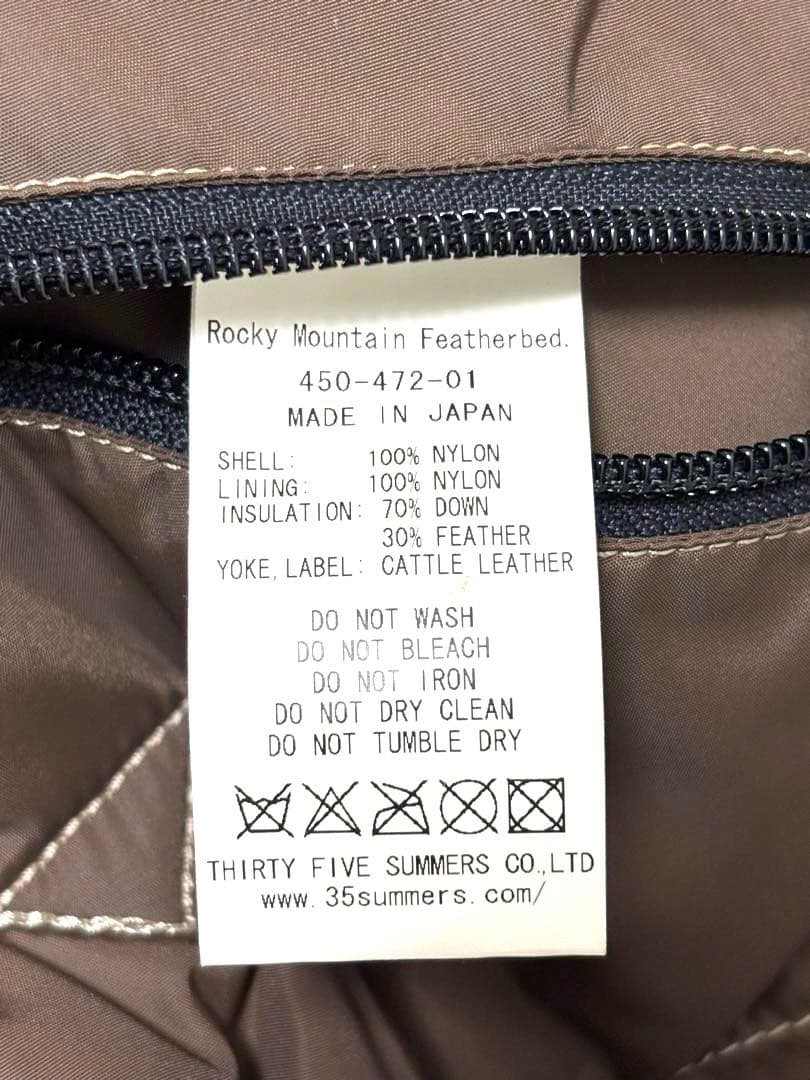 Rocky Mountain Featherbed.
450-472-01
MADE IN JAPAN
SHELL: 100% NYLON
LINING: 100% NYLON
INSULATION: 70% DOWN
30% FEATHER
YOKE, LABEL: CATTLE LEATHER
DO NOT WASH
DO NOT BLEACH
DO NOT IRON
DO NOT DRY CLEAN
DO NOT TUMBLE DRY
THIRTY FIVE SUMMERS CO.,LTD
www.35summers.com/